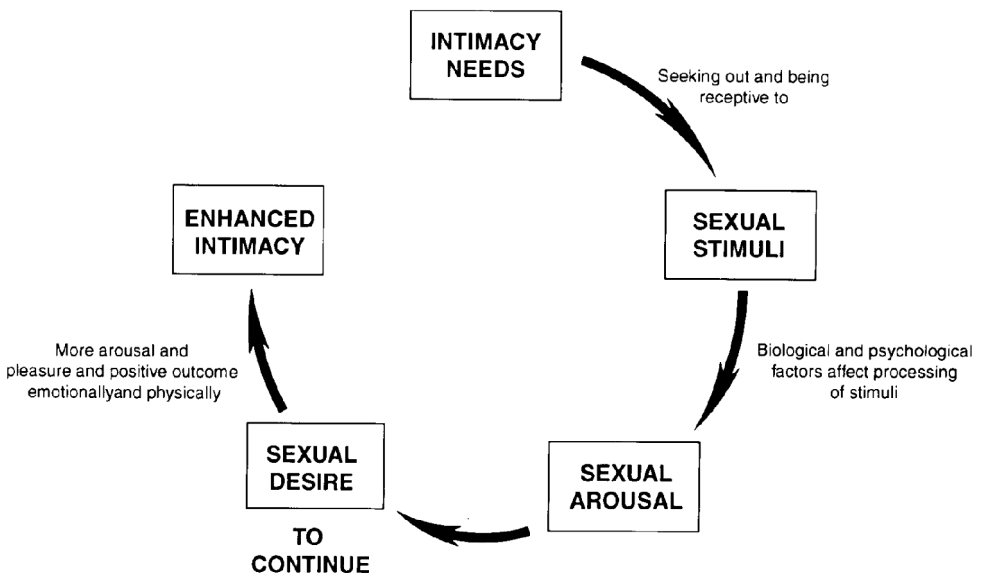 INTIMACY
NEEDS
Seeking out and being
receptive to
SEXUAL
STIMULI
Biological and psychological
factors affect processing
of stimuli
SEXUAL
AROUSAL
SEXUAL
DESIRE
TO
CONTINUE
More arousal and
pleasure and positive outcome
emotionallyand physically
ENHANCED
INTIMACY